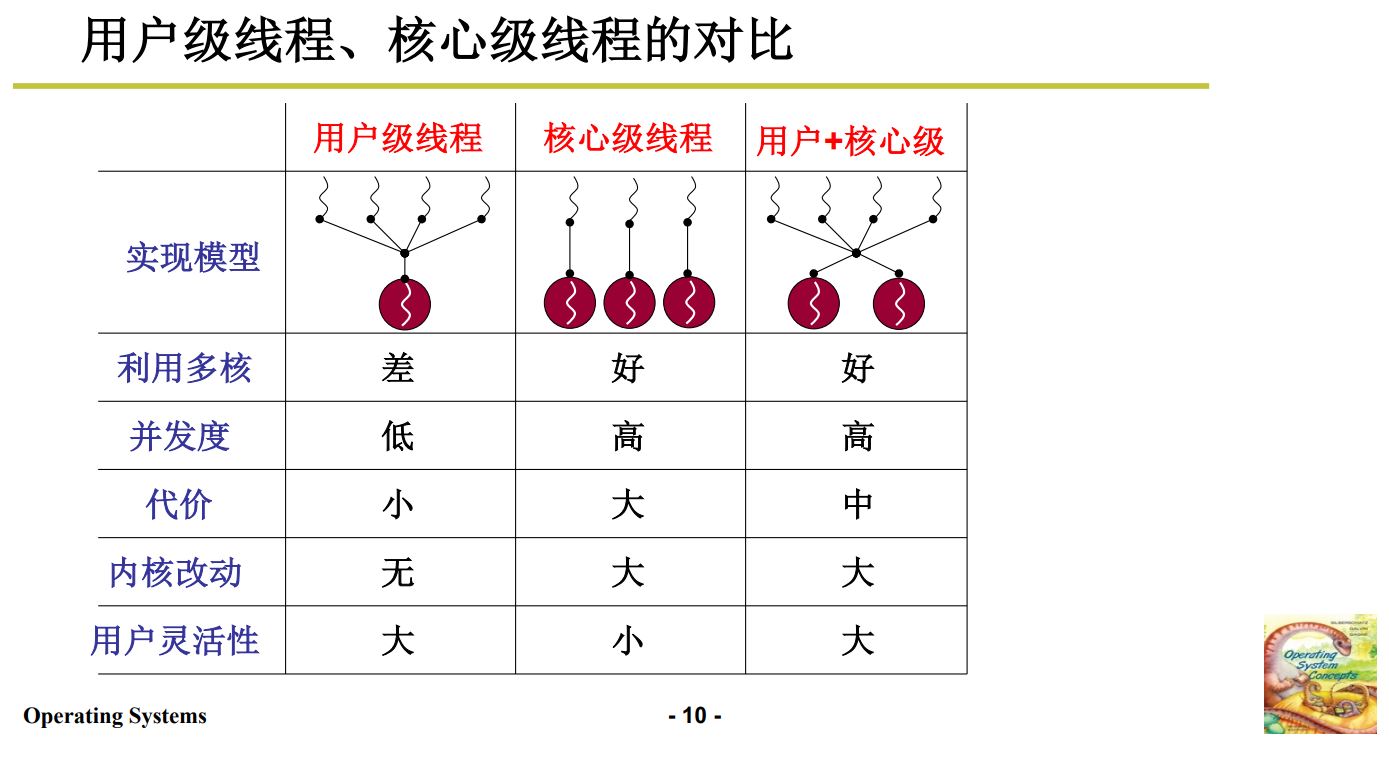 用户级线程、核心级线程的对比
用户级线程 核心级线程 用户+核心级
实现模型
利用多核 差 好 好
并发度 低 高 高
代价 小 大 中
内核改动 无 大 大
用户灵活性 大 小 大
SILBERSCHATZ
GALVIN
GAGNE
Operating
System
Concepts
Operating Systems - 10 -